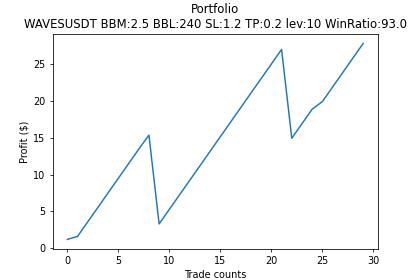 Portfolio
WAVESUSDT BBM:2.5 BBL:240 SL:1.2 TP:0.2 lev:10 WinRatio:93.0
Profit ($)
25
20
15
10
5
0
0 5 10 15 20 25 30
Trade counts